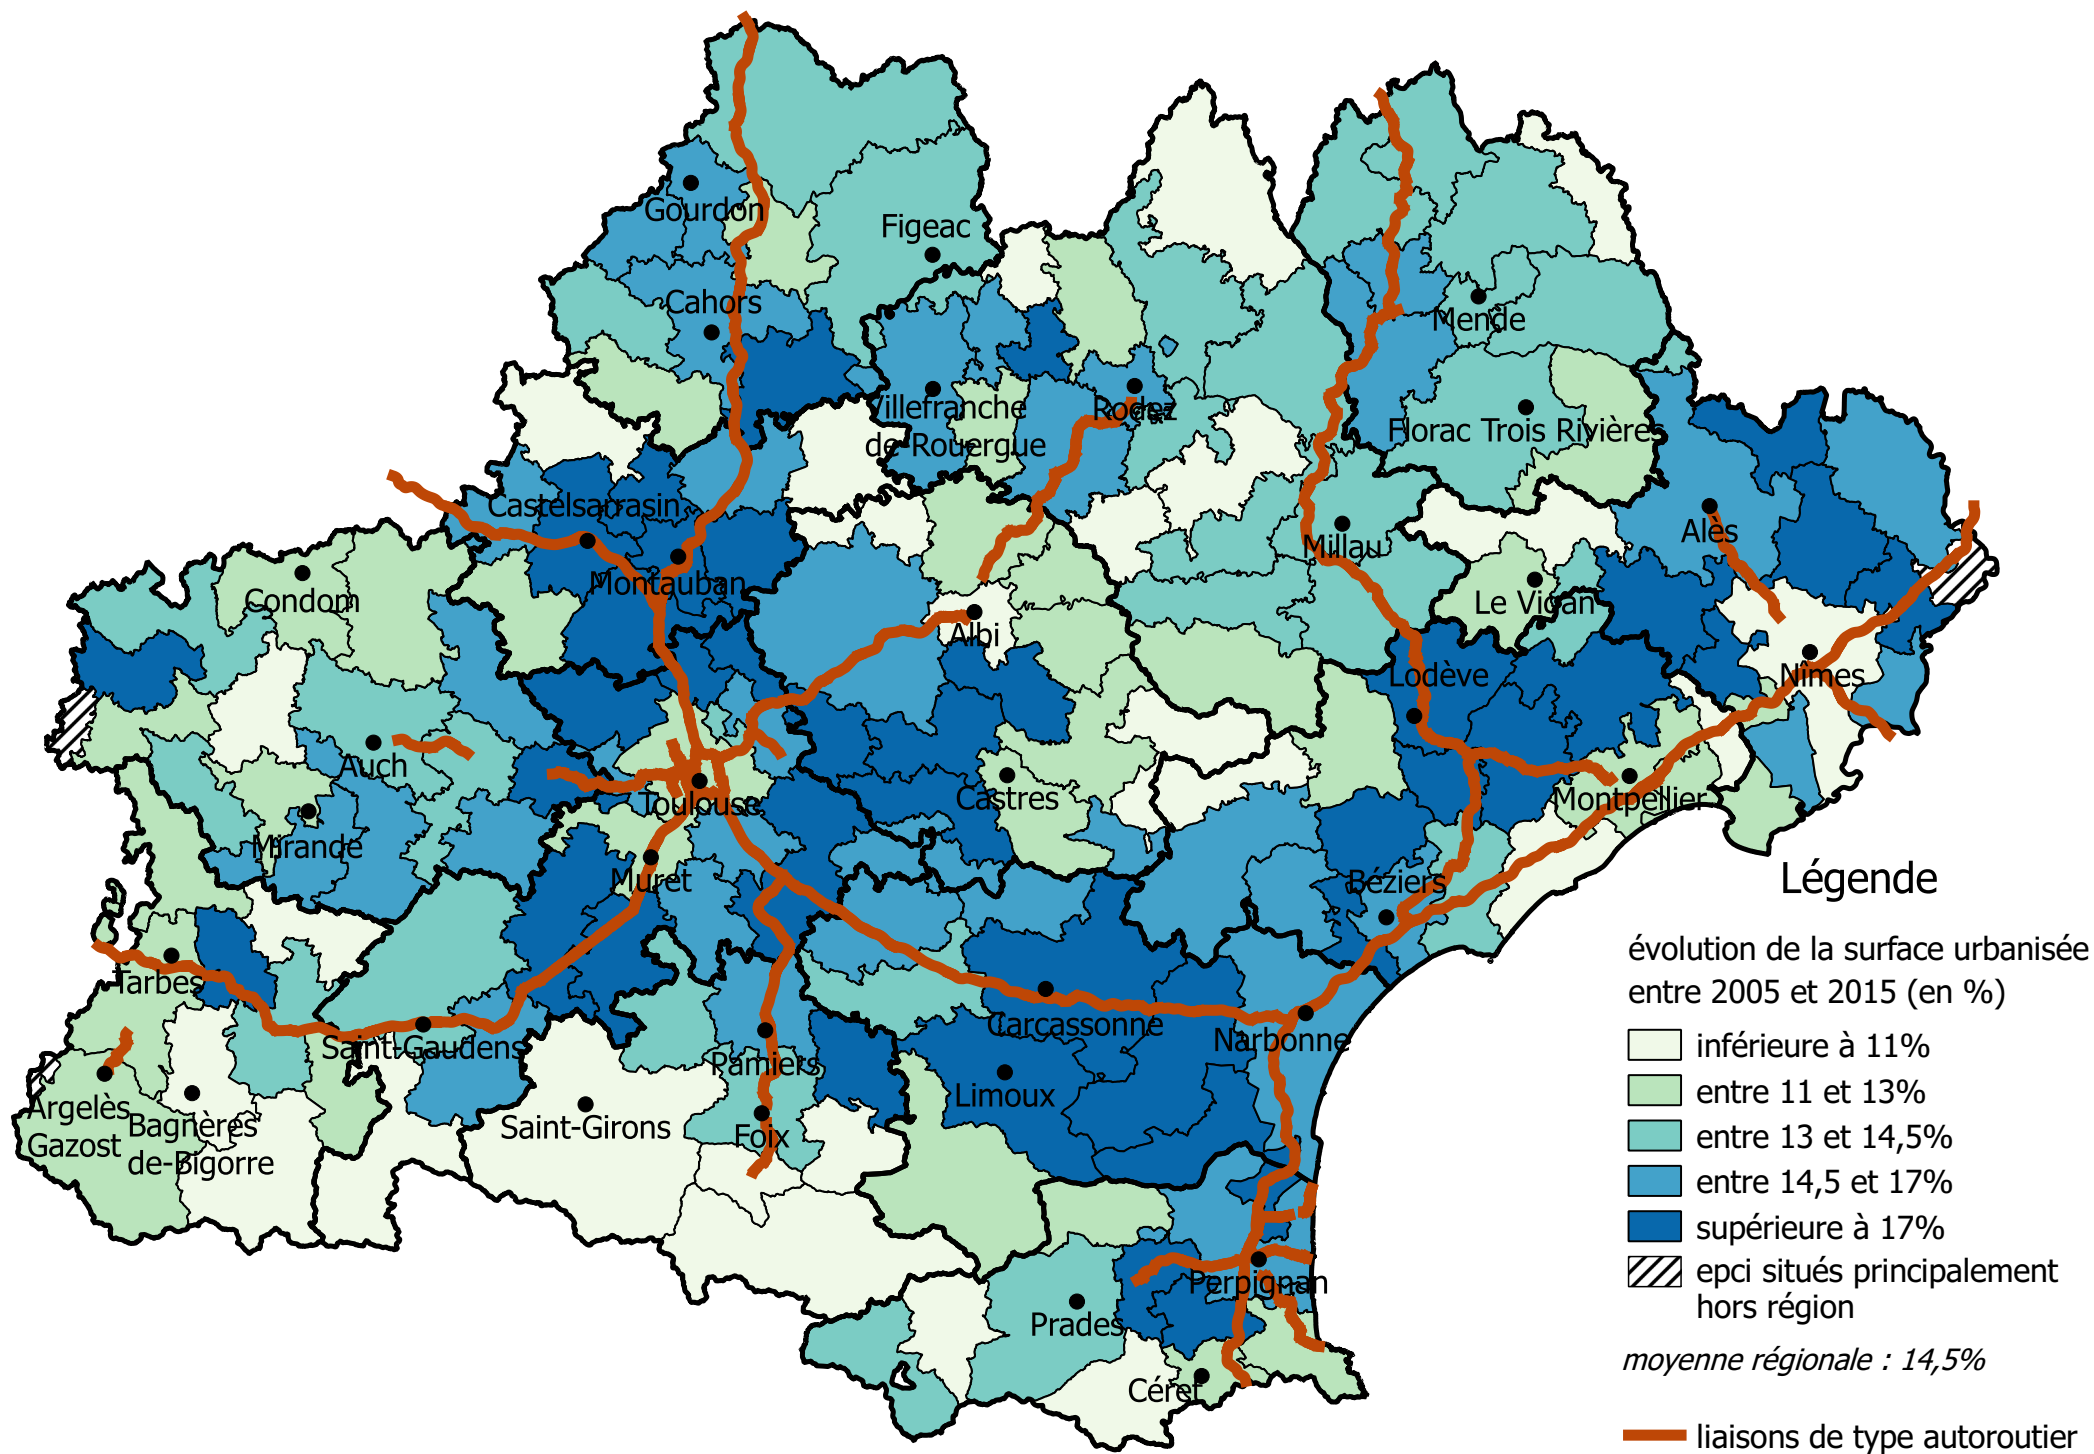 Gourdon
Figeac
Cahors
Mende
Villefranche
de-Rouergue
Rodez
Florac Trois Rivières
Castelsarrasin
Montauban
Millau
Alès
Condom
Le Vigan
Albi
Lodève
Nîmes
Auch
Toulouse
Castres
Montpellier
Mirande
Muret
Béziers
Tarbes
Saint-Gaudens
Carcassonne
Narbonne
Pamiers
Limoux
Argelès
Gazost
Bagnères
de-Bigorre
Saint-Girons
Foix
Perpignan
Prades
Céret
Légende
évolution de la surface urbanisée
entre 2005 et 2015 (en %)
inférieure à 11%
entre 11 et 13%
entre 13 et 14,5%
entre 14,5 et 17%
supérieure à 17%
epci situés principalement
hors région
moyenne régionale : 14,5%
liaisons de type autoroutier